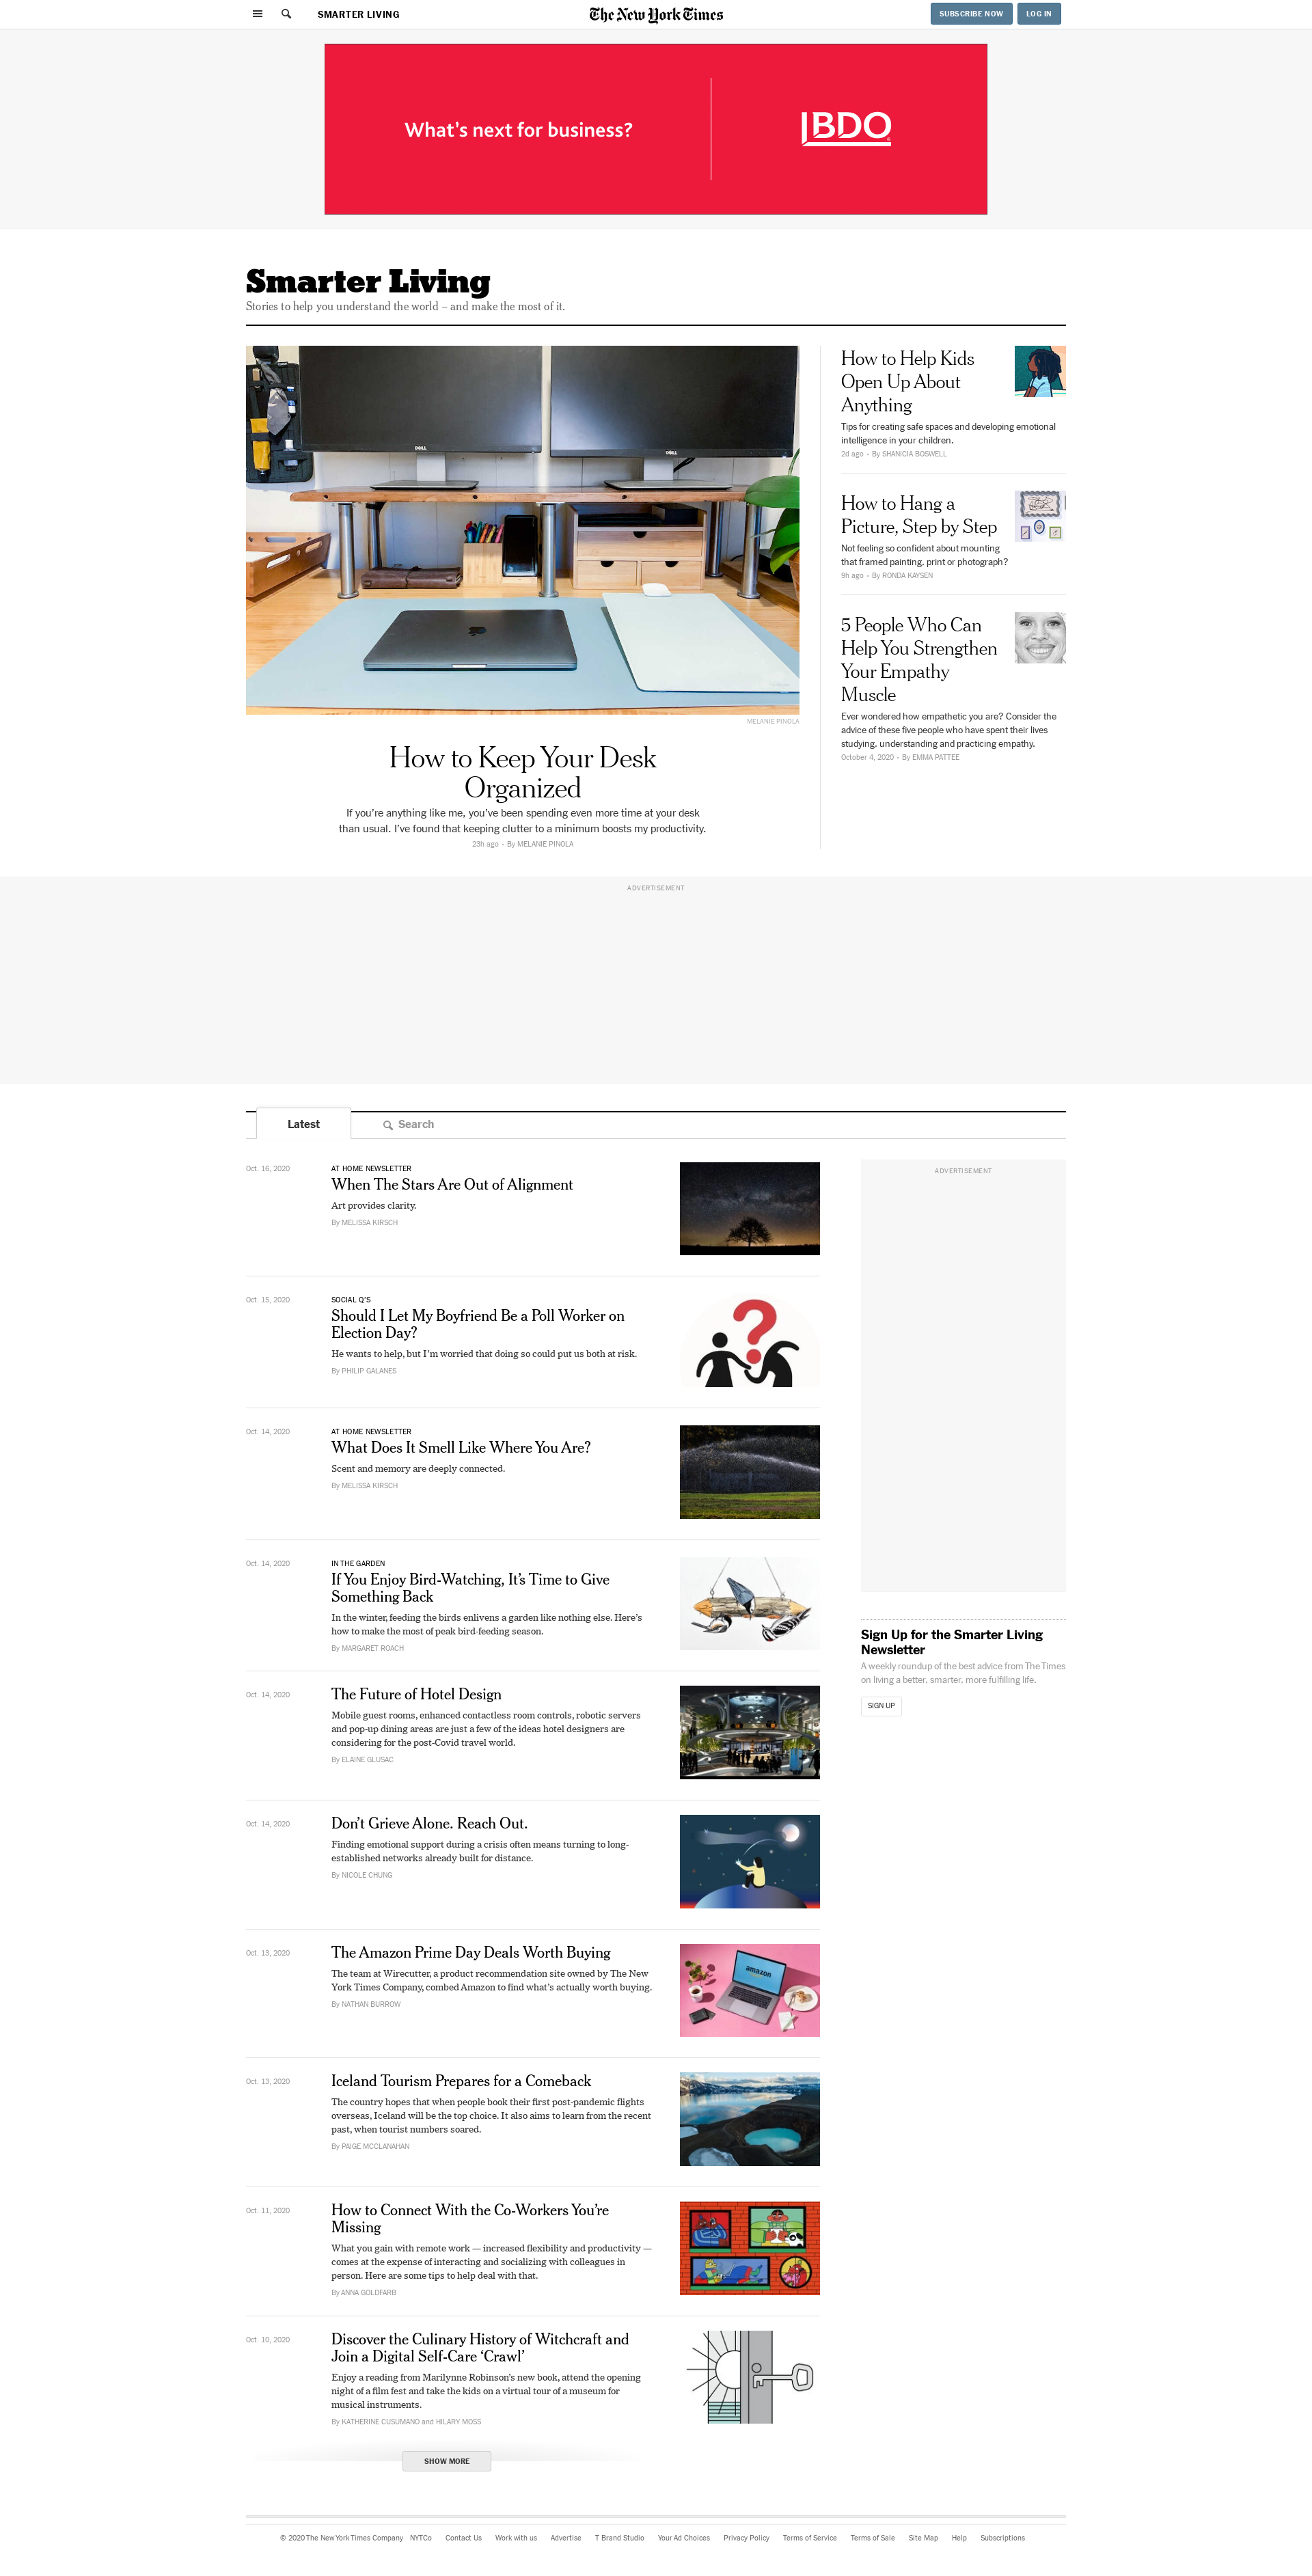 SMARTER LIVING
The New York Times
SUBSCRIBE NOW
LOG IN
What's next for business?
BDO
Smarter Living
Stories to help you understand the world – and make the most of it.
DELL
DELL
MELANIE PINOLA
How to Keep Your Desk
Organized
If you're anything like me, you've been spending even more time at your desk
than usual. I've found that keeping clutter to a minimum boosts my productivity.
23h ago - By MELANIE PINOLA
How to Help Kids
Open Up About
Anything
Tips for creating safe spaces and developing emotional
intelligence in your children.
2d ago - By SHANICIA BOSWELL
How to Hang a
Picture, Step by Step
Not feeling so confident about mounting
that framed painting, print or photograph?
9h ago - By RONDA KAYSEN
5 People Who Can
Help You Strengthen
Your Empathy
Muscle
Ever wondered how empathetic you are? Consider the
advice of these five people who have spent their lives
studying, understanding and practicing empathy.
October 4, 2020 - By EMMA PATTEE
ADVERTISEMENT
Latest
Search
Oct. 16, 2020
AT HOME NEWSLETTER
When The Stars Are Out of Alignment
Art provides clarity.
By MELISSA KIRSCH
Oct. 15, 2020
SOCIAL Q'S
Should I Let My Boyfriend Be a Poll Worker on
Election Day?
He wants to help, but I'm worried that doing so could put us both at risk.
By PHILIP GALANES
Oct. 14, 2020
AT HOME NEWSLETTER
What Does It Smell Like Where You Are?
Scent and memory are deeply connected.
By MELISSA KIRSCH
Oct. 14, 2020
IN THE GARDEN
If You Enjoy Bird-Watching, It's Time to Give
Something Back
In the winter, feeding the birds enlivens a garden like nothing else. Here's
how to make the most of peak bird-feeding season.
By MARGARET ROACH
Oct. 14, 2020
The Future of Hotel Design
Mobile guest rooms, enhanced contactless room controls, robotic servers
and pop-up dining areas are just a few of the ideas hotel designers are
considering for the post-Covid travel world.
By ELAINE GLUSAC
Oct. 14, 2020
Don't Grieve Alone. Reach Out.
Finding emotional support during a crisis often means turning to long-
established networks already built for distance.
By NICOLE CHUNG
Oct. 13, 2020
The Amazon Prime Day Deals Worth Buying
The team at Wirecutter, a product recommendation site owned by The New
York Times Company, combed Amazon to find what's actually worth buying.
By NATHAN BURROW
amazon
Oct. 13, 2020
Iceland Tourism Prepares for a Comeback
The country hopes that when people book their first post-pandemic flights
overseas, Iceland will be the top choice. It also aims to learn from the recent
past, when tourist numbers soared.
By PAIGE MCCLANAHAN
Oct. 11, 2020
How to Connect With the Co-Workers You're
Missing
What you gain with remote work — increased flexibility and productivity —
comes at the expense of interacting and socializing with colleagues in
person. Here are some tips to help deal with that.
By ANNA GOLDFARB
Oct. 10, 2020
Discover the Culinary History of Witchcraft and
Join a Digital Self-Care ‘Crawl’
Enjoy a reading from Marilynne Robinson's new book, attend the opening
night of a film fest and take the kids on a virtual tour of a museum for
musical instruments.
By KATHERINE CUSUMANO and HILARY MOSS
SHOW MORE
ADVERTISEMENT
Sign Up for the Smarter Living
Newsletter
A weekly roundup of the best advice from The Times
on living a better, smarter, more fulfilling life.
SIGN UP
© 2020 The New York Times Company NYTCo Contact Us Work with us Advertise T Brand Studio Your Ad Choices Privacy Policy Terms of Service Terms of Sale Site Map Help Subscriptions